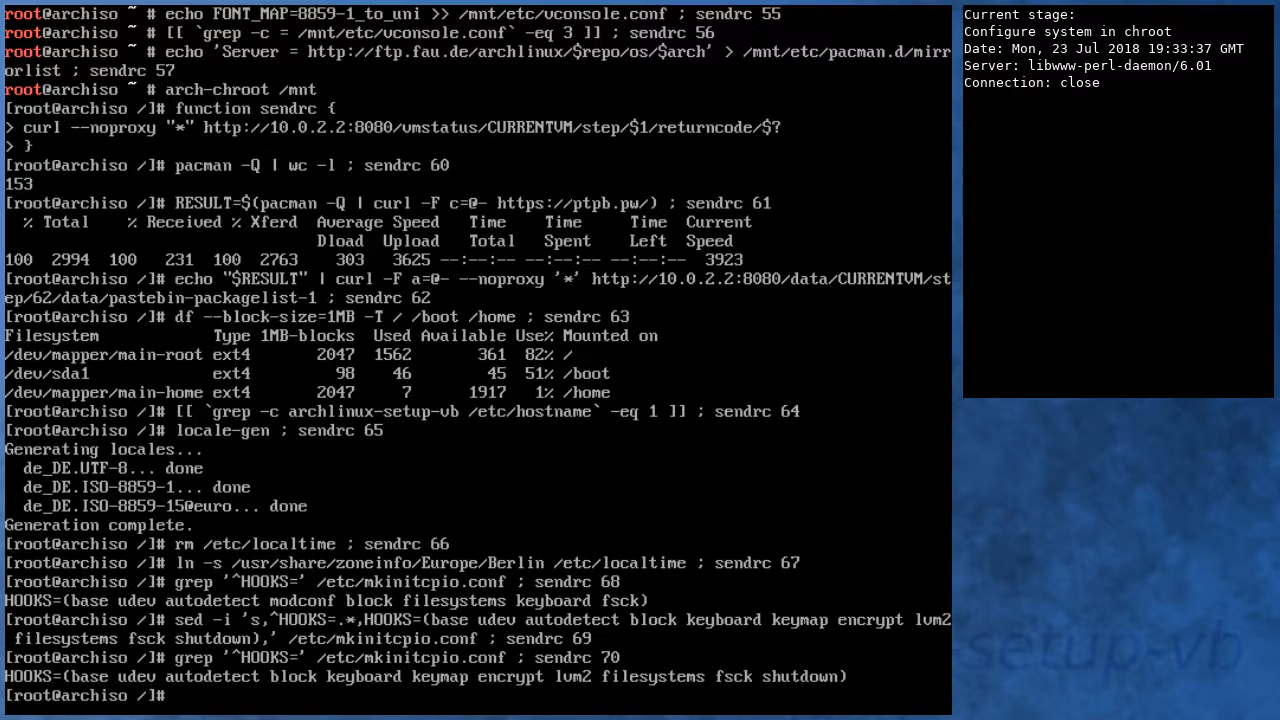 root@archiso ~ # echo FONT_MAP=8859-1_to_uni >> /mnt/etc/vconsole.conf ; sendrc 55
root@archiso ~ # [[ `grep -c = /mnt/etc/vconsole.conf` -eq 3 ]] ; sendrc 56
root@archiso ~ # echo 'Server = http://ftp.fau.de/archlinux/$repo/os/$arch' > /mnt/etc/pacman.d/mirr
orlist ; sendrc 57
root@archiso ~ # arch-chroot /mnt
[root@archiso /]# function sendrc {
> curl --noproxy "*" http://10.0.2.2:8080/vmstatus/CURRENTVM/step/$1/returncode/$?
> }
[root@archiso /]# pacman -Q | wc -l ; sendrc 60
153
[root@archiso /]# RESULT=$(pacman -Q | curl -F c=@- https://ptpb.pw/) ; sendrc 61
  % Total    % Received % Xferd  Average Speed   Time    Time     Time  Current
                                 Dload  Upload   Total   Spent    Left  Speed
100  2994  100   231  100  2763    303   3625 --:--:-- --:--:-- --:--:--  3923
[root@archiso /]# echo "$RESULT" | curl -F a=@- --noproxy '*' http://10.0.2.2:8080/data/CURRENTVM/st
ep/62/data/pastebin-packagelist-1 ; sendrc 62
[root@archiso /]# df --block-size=1MB -T / /boot /home ; sendrc 63
Filesystem            Type 1MB-blocks  Used Available Use% Mounted on
/dev/mapper/main-root ext4       2047  1562       361  82% /
/dev/sda1             ext4         98    46        45  51% /boot
/dev/mapper/main-home ext4       2047     7      1917   1% /home
[root@archiso /]# [[ `grep -c archlinux-setup-vb /etc/hostname` -eq 1 ]] ; sendrc 64
[root@archiso /]# locale-gen ; sendrc 65
Generating locales...
  de_DE.UTF-8... done
  de_DE.ISO-8859-1... done
  de_DE.ISO-8859-15@euro... done
Generation complete.
[root@archiso /]# rm /etc/localtime ; sendrc 66
[root@archiso /]# ln -s /usr/share/zoneinfo/Europe/Berlin /etc/localtime ; sendrc 67
[root@archiso /]# grep '^HOOKS=' /etc/mkinitcpio.conf ; sendrc 68
HOOKS=(base udev autodetect modconf block filesystems keyboard fsck)
[root@archiso /]# sed -i 's,^HOOKS=.*,HOOKS=(base udev autodetect block keyboard keymap encrypt lvm2
 filesystems fsck shutdown),' /etc/mkinitcpio.conf ; sendrc 69
[root@archiso /]# grep '^HOOKS=' /etc/mkinitcpio.conf ; sendrc 70
HOOKS=(base udev autodetect block keyboard keymap encrypt lvm2 filesystems fsck shutdown)
[root@archiso /]#
Current stage:
Configure system in chroot
Date: Mon, 23 Jul 2018 19:33:37 GMT
Server: libwww-perl-daemon/6.01
Connection: close
-setup-vb